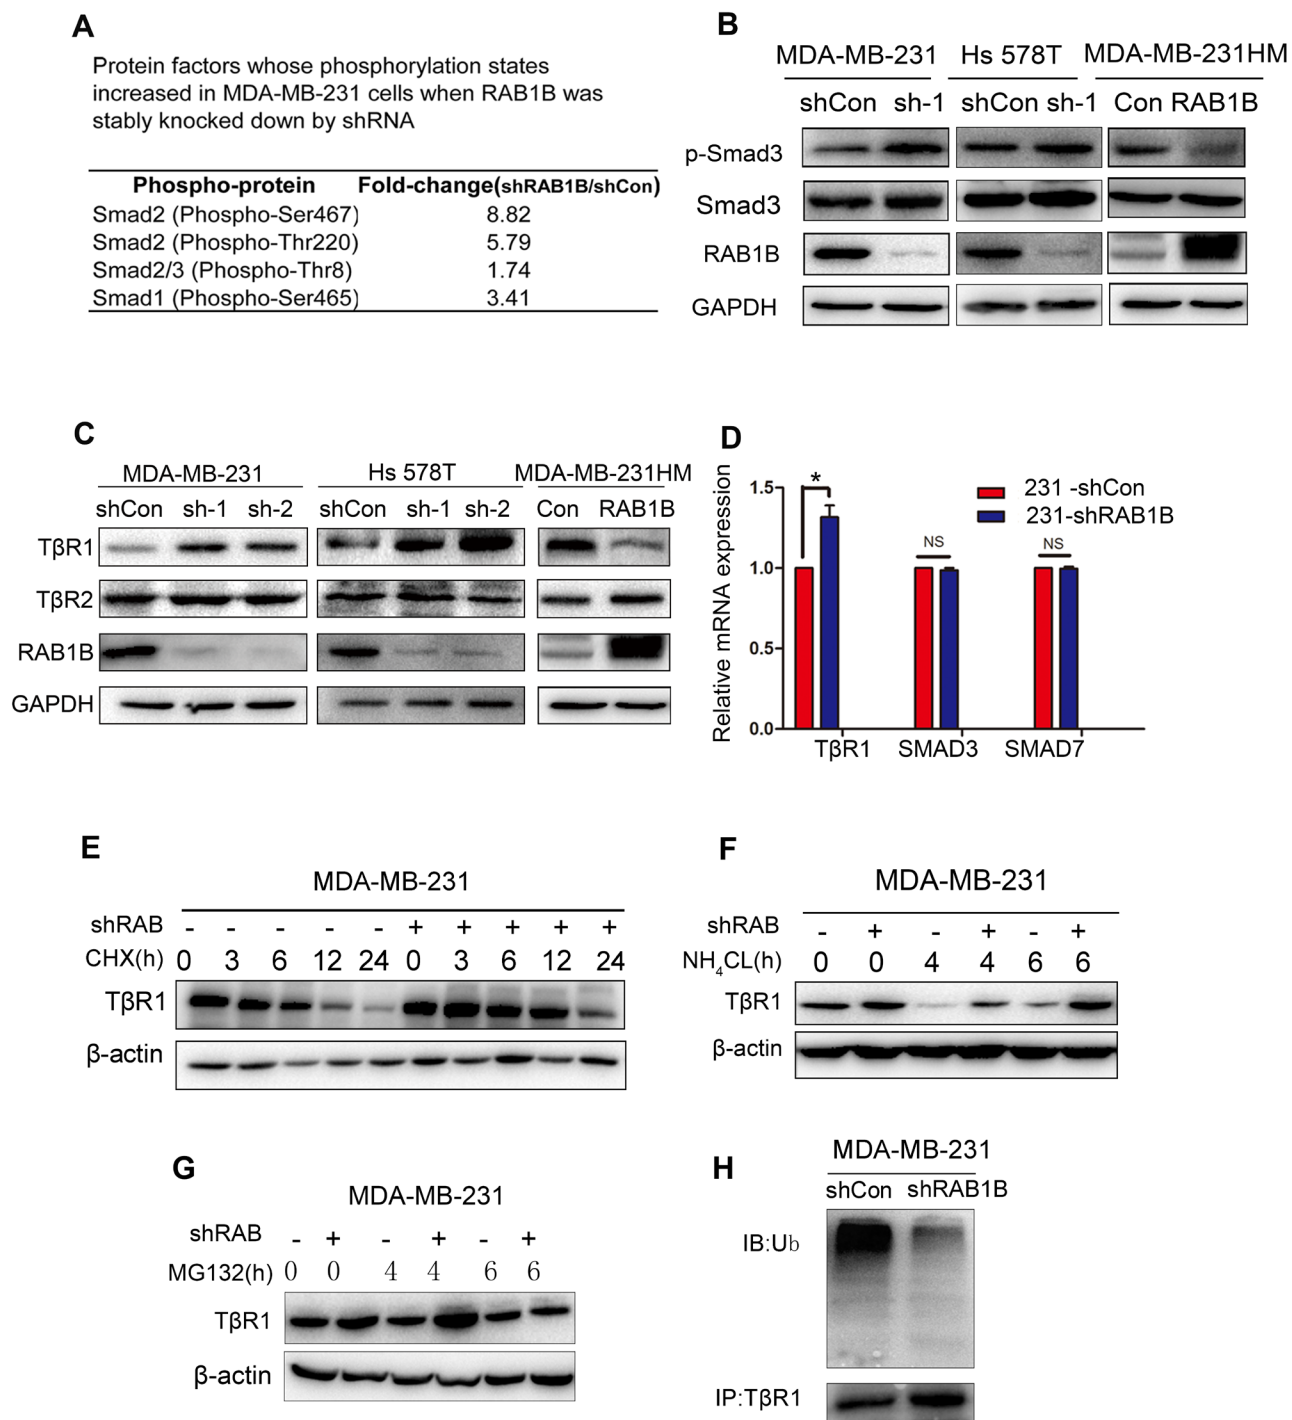 A
Protein factors whose phosphorylation states
increased in MDA-MB-231 cells when RAB1B was
stably knocked down by shRNA
Phospho-protein Fold-change(shRAB1B/shCon)
Smad2 (Phospho-Ser467) 8.82
Smad2 (Phospho-Thr220) 5.79
Smad2/3 (Phospho-Thr8) 1.74
Smad1 (Phospho-Ser465) 3.41
B
MDA-MB-231 Hs 578T MDA-MB-231HM
shCon sh-1 shCon sh-1 Con RAB1B
p-Smad3
Smad3
RAB1B
GAPDH
C
MDA-MB-231 Hs 578T MDA-MB-231HM
shCon sh-1 sh-2 shCon sh-1 sh-2 Con RAB1B
TβR1
TβR2
RAB1B
GAPDH
D
Relative mRNA expression
1.5
1.0
0.5
0.0
*
NS
NS
231 -shCon
231-shRAB1B
TβR1 SMAD3 SMAD7
E
MDA-MB-231
shRAB - - - - - + + + + +
CHX(h) 0 3 6 12 24 0 3 6 12 24
TβR1
β-actin
F
MDA-MB-231
shRAB - + - + - +
NH4CL(h) 0 0 4 4 6 6
TβR1
β-actin
G
MDA-MB-231
shRAB - + - + - +
MG132(h) 0 0 4 4 6 6
TβR1
β-actin
H
MDA-MB-231
shCon shRAB1B
IB:Ub
IP:TβR1